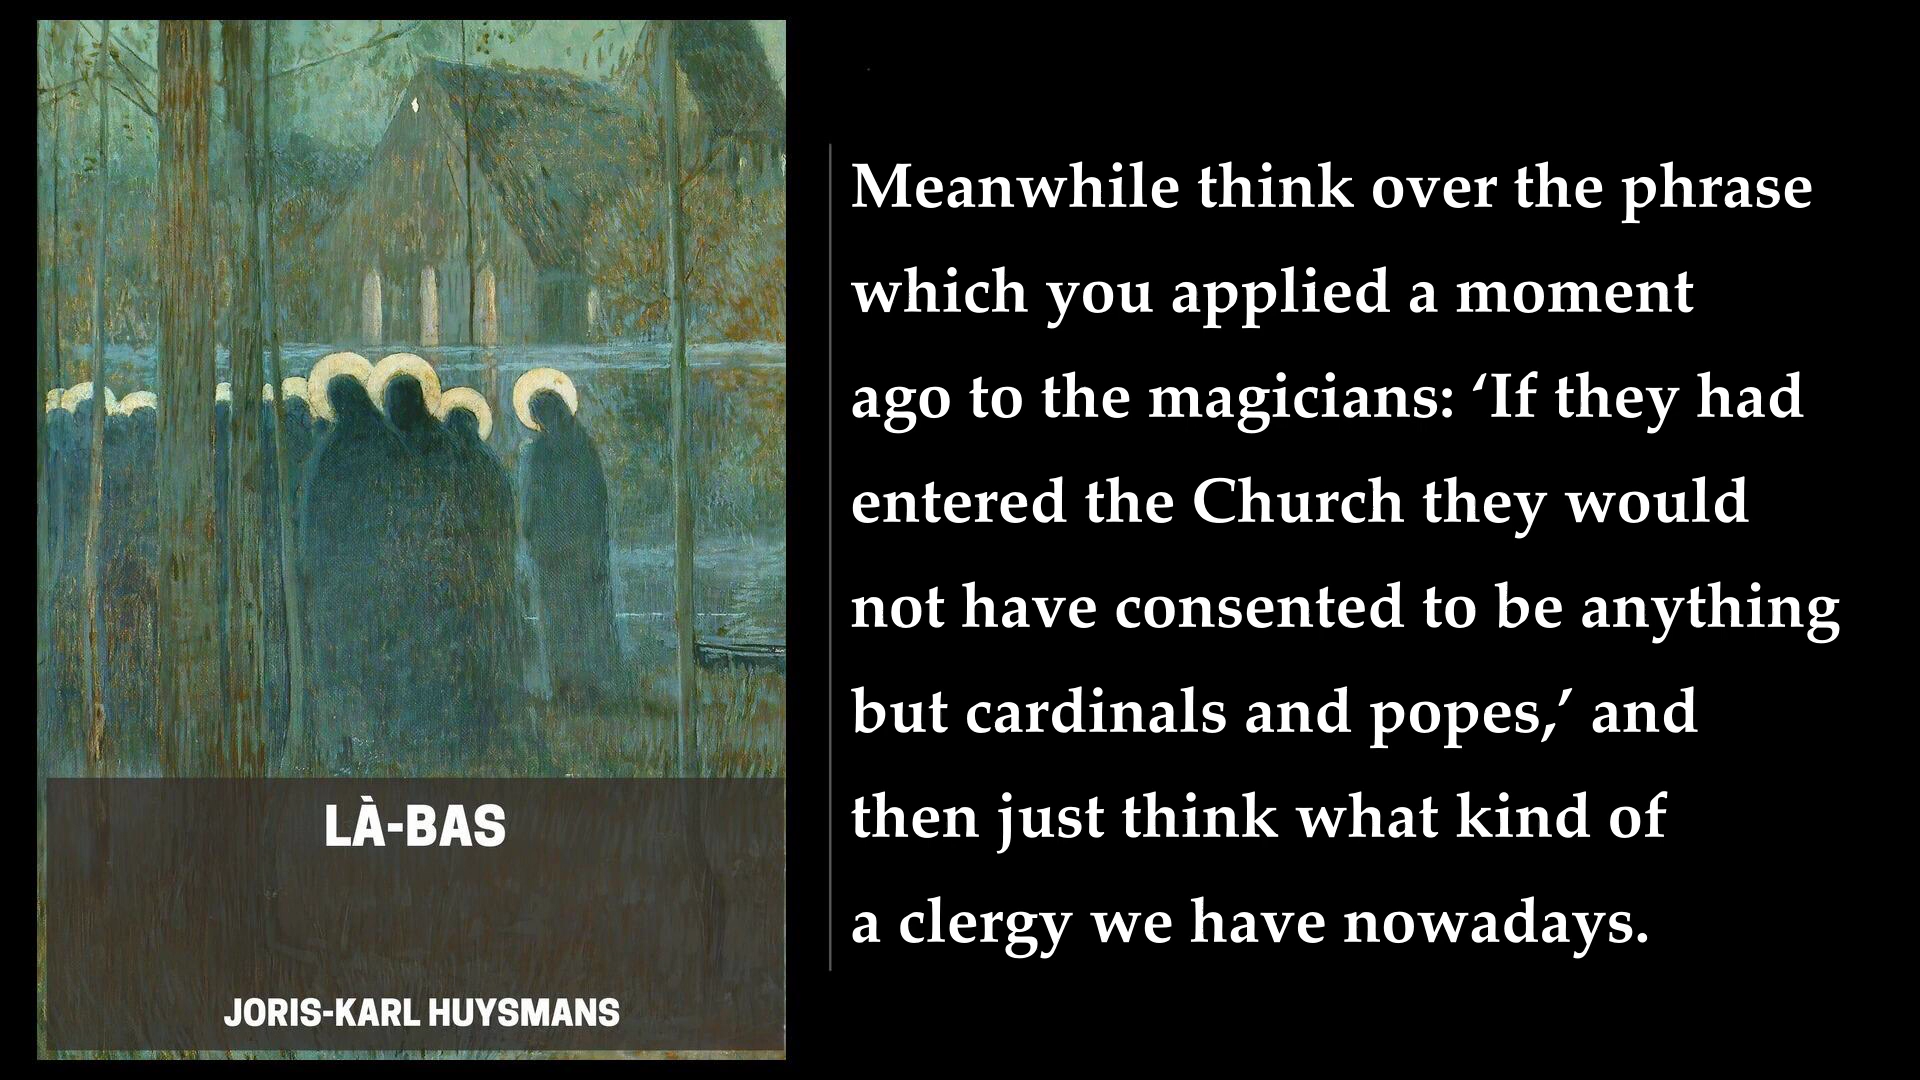 LÀ-BAS
JORIS-KARL HUYSMANS
Meanwhile think over the phrase
which you applied a moment
ago to the magicians: ‘If they had
entered the Church they would
not have consented to be anything
but cardinals and popes,’ and
then just think what kind of
a clergy we have nowadays.